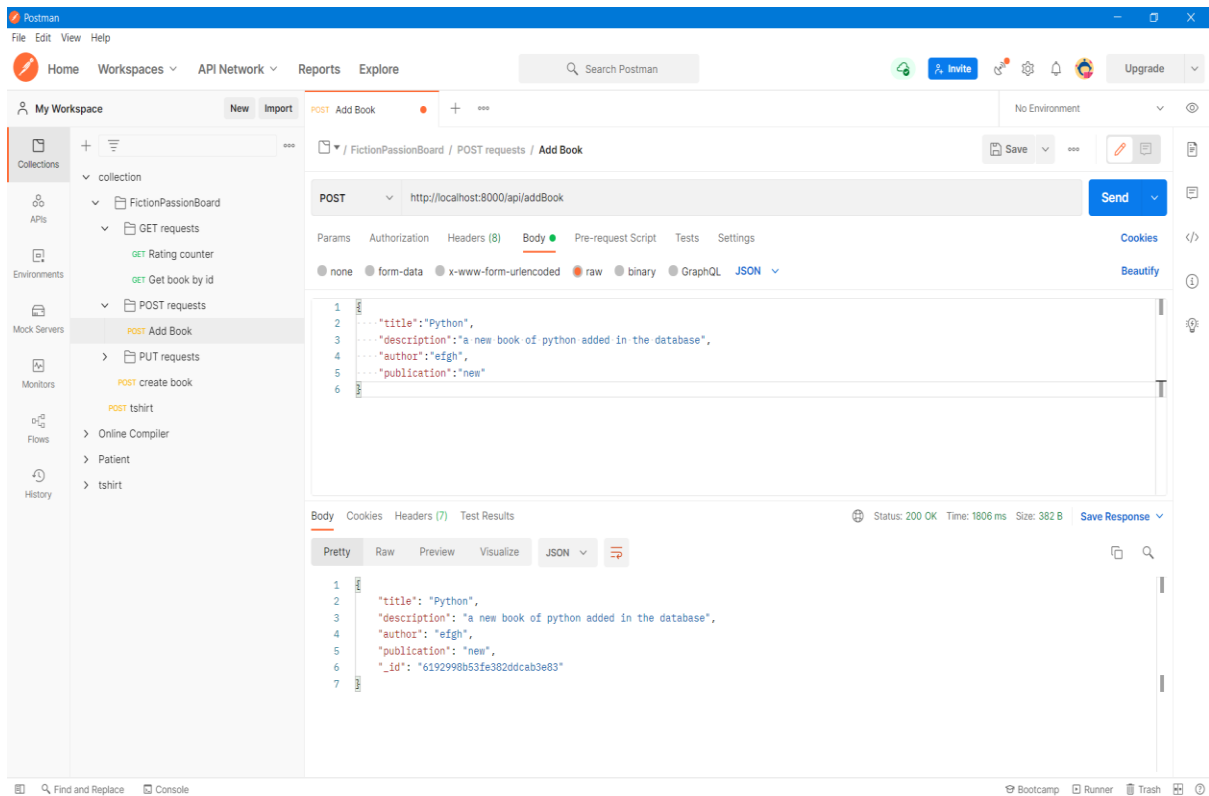 Postman
File Edit View Help
Home Workspaces API Network Reports Explore Search Postman Invite Upgrade
My Workspace New Import POST Add Book No Environment
Collections
APIs
Environments
Mock Servers
Monitors
Flows
History
collection
FictionPassionBoard
GET requests
GET Rating counter
GET Get book by id
POST requests
POST Add Book
PUT requests
POST create book
POST tshirt
Online Compiler
Patient
tshirt
/ FictionPassionBoard / POST requests / Add Book Save
POST http://localhost:8000/api/addBook Send
Params Authorization Headers (8) Body Pre-request Script Tests Settings Cookies
none form-data x-www-form-urlencoded raw binary GraphQL JSON Beautify
1 {
2 "title":"Python",
3 "description":"a new book of python added in the database",
4 "author":"efgh",
5 "publication":"new"
6 }
Body Cookies Headers (7) Test Results Status: 200 OK Time: 1806 ms Size: 382 B Save Response
Pretty Raw Preview Visualize JSON
1 {
2 "title": "Python",
3 "description": "a new book of python added in the database",
4 "author": "efgh",
5 "publication": "new",
6 "_id": "6192998b53fe382ddcab3e83"
7 }
Find and Replace Console Bootcamp Runner Trash